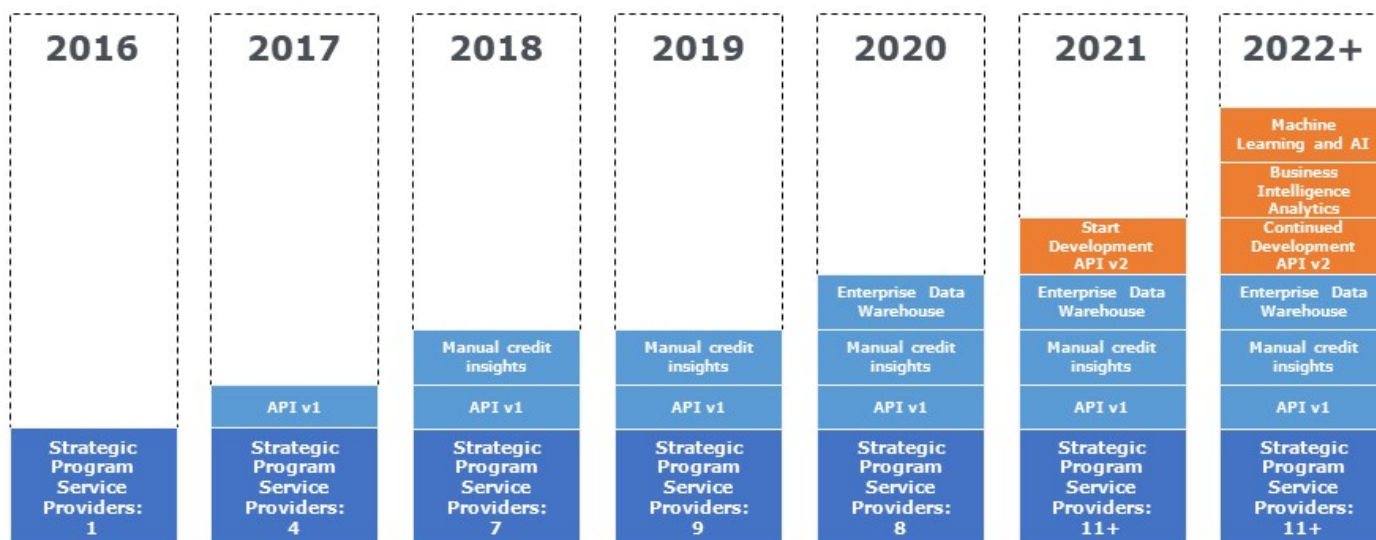 2016
Strategic
Program
Service
Providers:
1
2017
API v1
Strategic
Program
Service
Providers:
4
2018
Manual credit
insights
API v1
Strategic
Program
Service
Providers:
7
2019
Manual credit
insights
API v1
Strategic
Program
Service
Providers:
9
2020
Enterprise Data
Warehouse
Manual credit
insights
API v1
Strategic
Program
Service
Providers:
8
2021
Start
Development
API v2
Enterprise Data
Warehouse
Manual credit
insights
API v1
Strategic
Program
Service
Providers:
11+
2022+
Machine
Learning and AI
Business
Intelligence
Analytics
Continued
Development
API v2
Enterprise Data
Warehouse
Manual credit
insights
API v1
Strategic
Program
Service
Providers:
11+